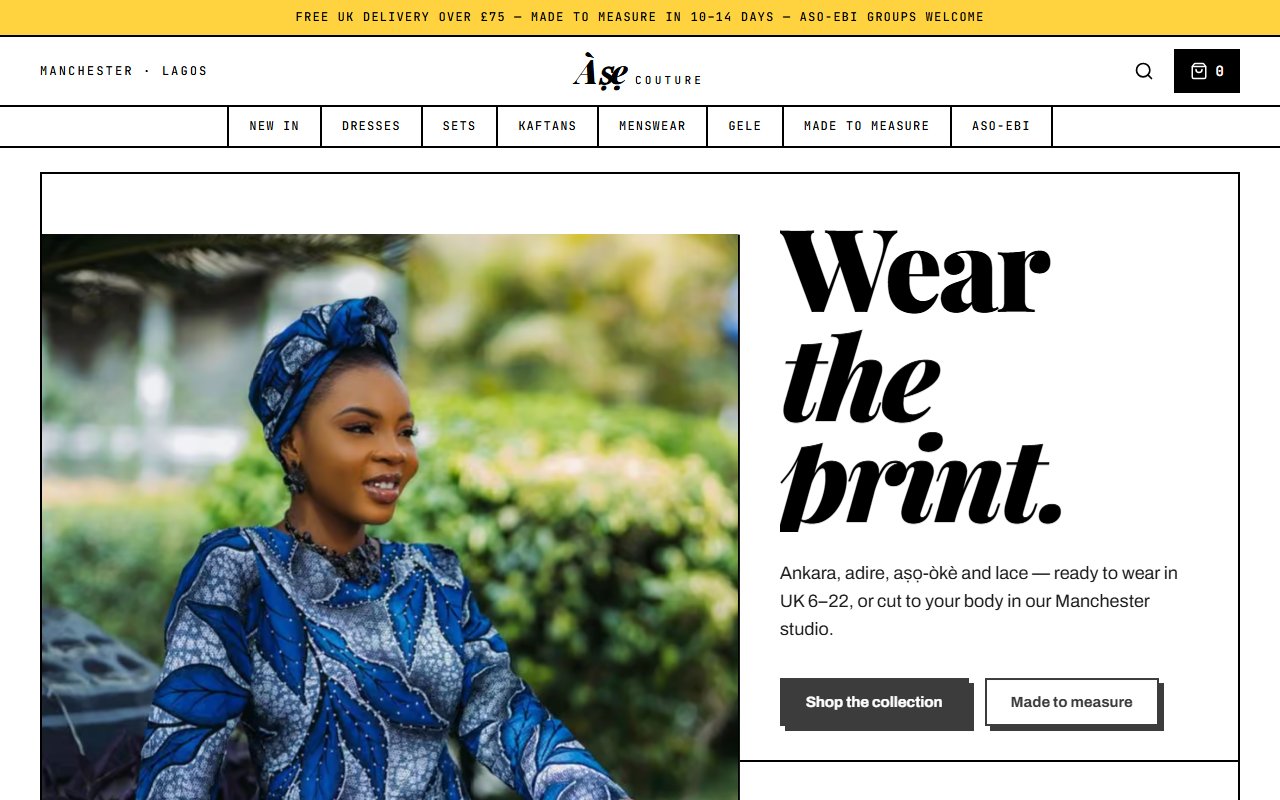 FREE UK DELIVERY OVER £75 — MADE TO MEASURE IN 10–14 DAYS — ASO-EBI GROUPS WELCOME
MANCHESTER · LAGOS
Àṣẹ COUTURE
0
NEW IN
DRESSES
SETS
KAFTANS
MENSWEAR
GELE
MADE TO MEASURE
ASO-EBI
Wear
the
print.
Ankara, adire, aṣọ-òkè and lace — ready to wear in
UK 6–22, or cut to your body in our Manchester
studio.
Shop the collection
Made to measure